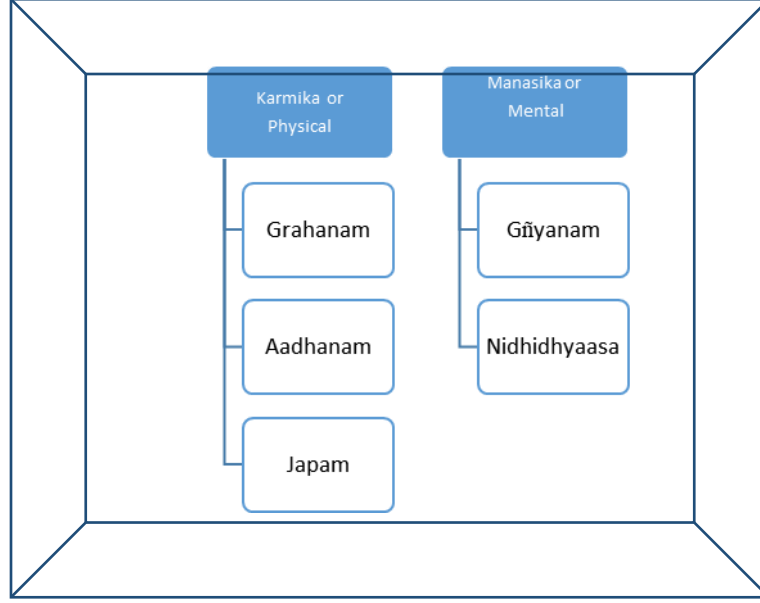 Karmika or
Physical
Grahanam
Aadhanam
Japam
Manasika or
Mental
Gñyanam
Nidhidhyaasa